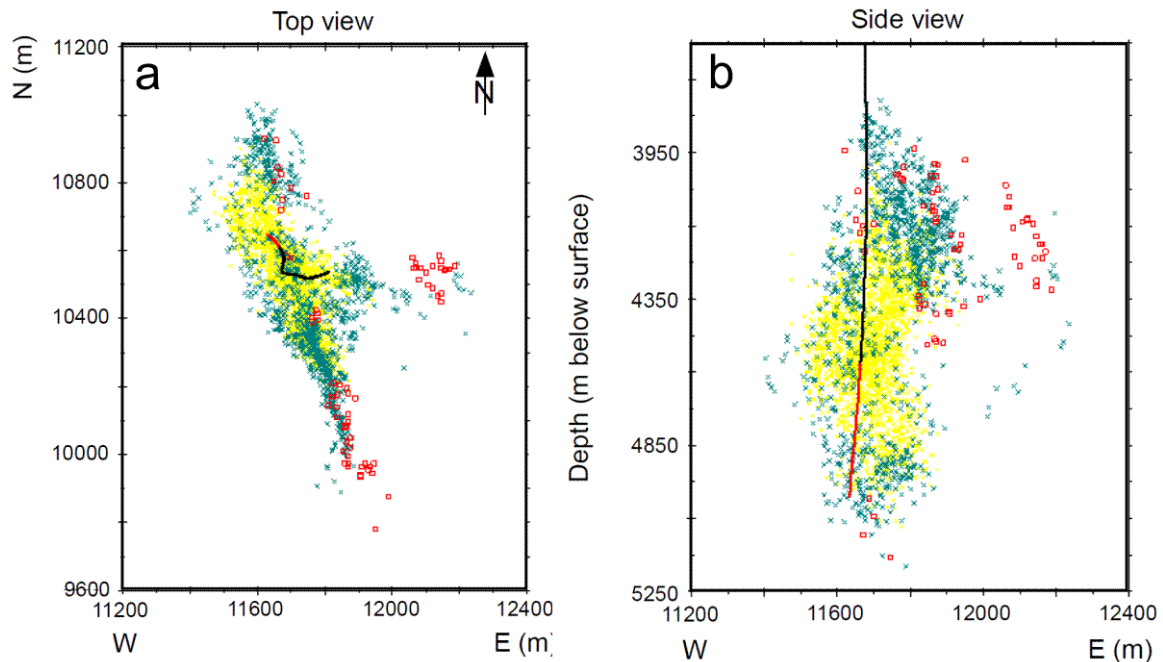 Top view
Side view
N (m)
11200
a
N
10800
10400
10000
9600
11200
11600
12000
12400
W
E (m)
b
Depth (m below surface)
3950
4350
4850
5250
11200
11600
12000
12400
W
E (m)